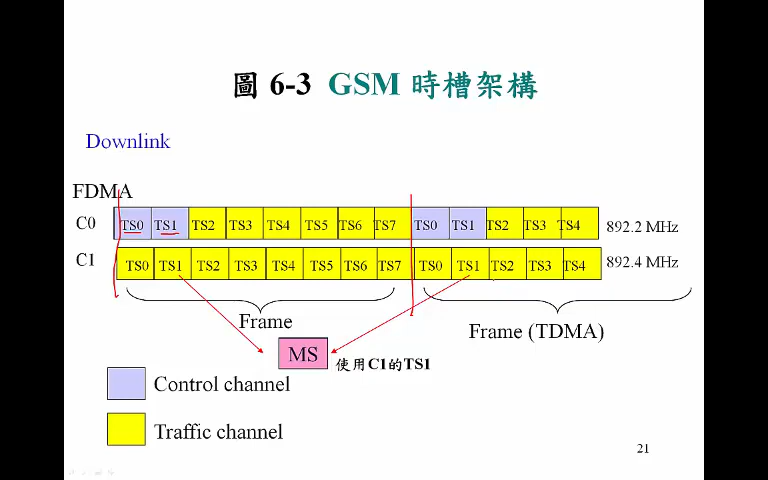 圖 6-3 GSM 時槽架構
Downlink
FDMA
C0 TS0 TS1 TS2 TS3 TS4 TS5 TS6 TS7 TS0 TS1 TS2 TS3 TS4 892.2 MHz
C1 TS0 TS1 TS2 TS3 TS4 TS5 TS6 TS7 TS0 TS1 TS2 TS3 TS4 892.4 MHz
Frame
Frame (TDMA)
MS
使用C1的TS1
Control channel
Traffic channel
21